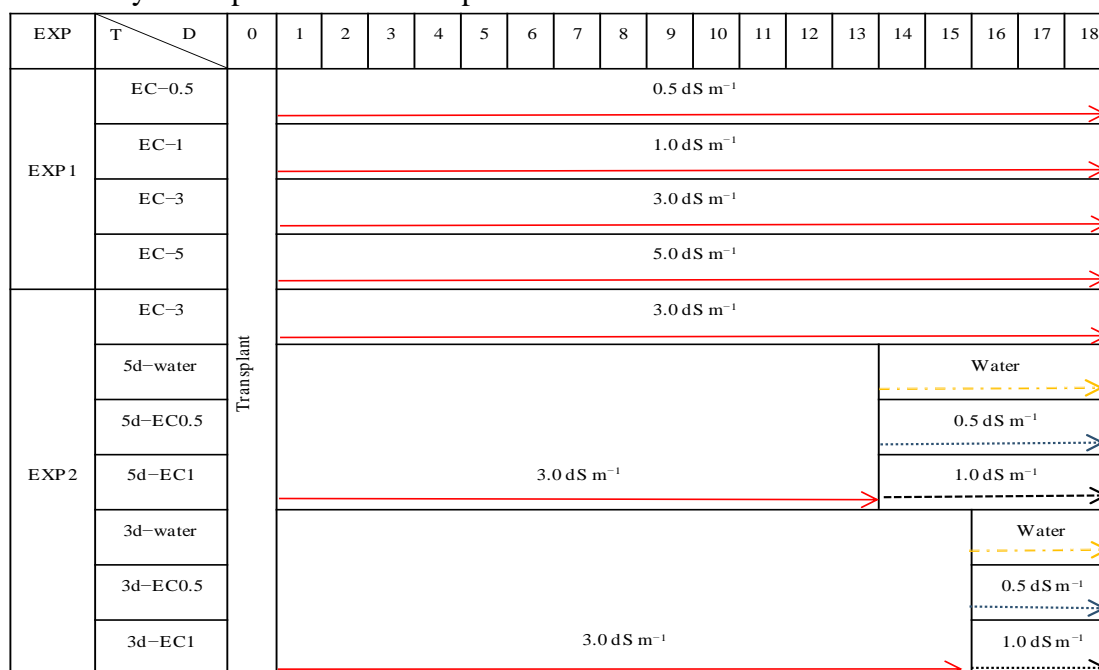 EXP T D 0 1 2 3 4 5 6 7 8 9 10 11 12 13 14 15 16 17 18
EXP1
Transplant
EC−0.5 0.5 dS m⁻¹
EC−1 1.0 dS m⁻¹
EC−3 3.0 dS m⁻¹
EC−5 5.0 dS m⁻¹
EXP2
EC−3 3.0 dS m⁻¹
5d−water Water
5d−EC0.5 0.5 dS m⁻¹
5d−EC1 3.0 dS m⁻¹ 1.0 dS m⁻¹
3d−water Water
3d−EC0.5 0.5 dS m⁻¹
3d−EC1 3.0 dS m⁻¹ 1.0 dS m⁻¹